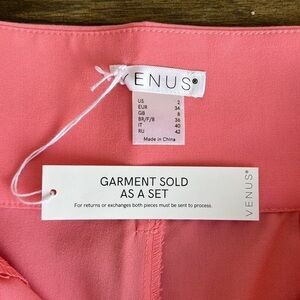 VENUS®
US 2
EUR 34
GB 8
BR/F/B 36
IT 40
RU 42
Made in China
GARMENT SOLD
AS A SET
For returns or exchanges both pieces must be sent to process.
VENUS®